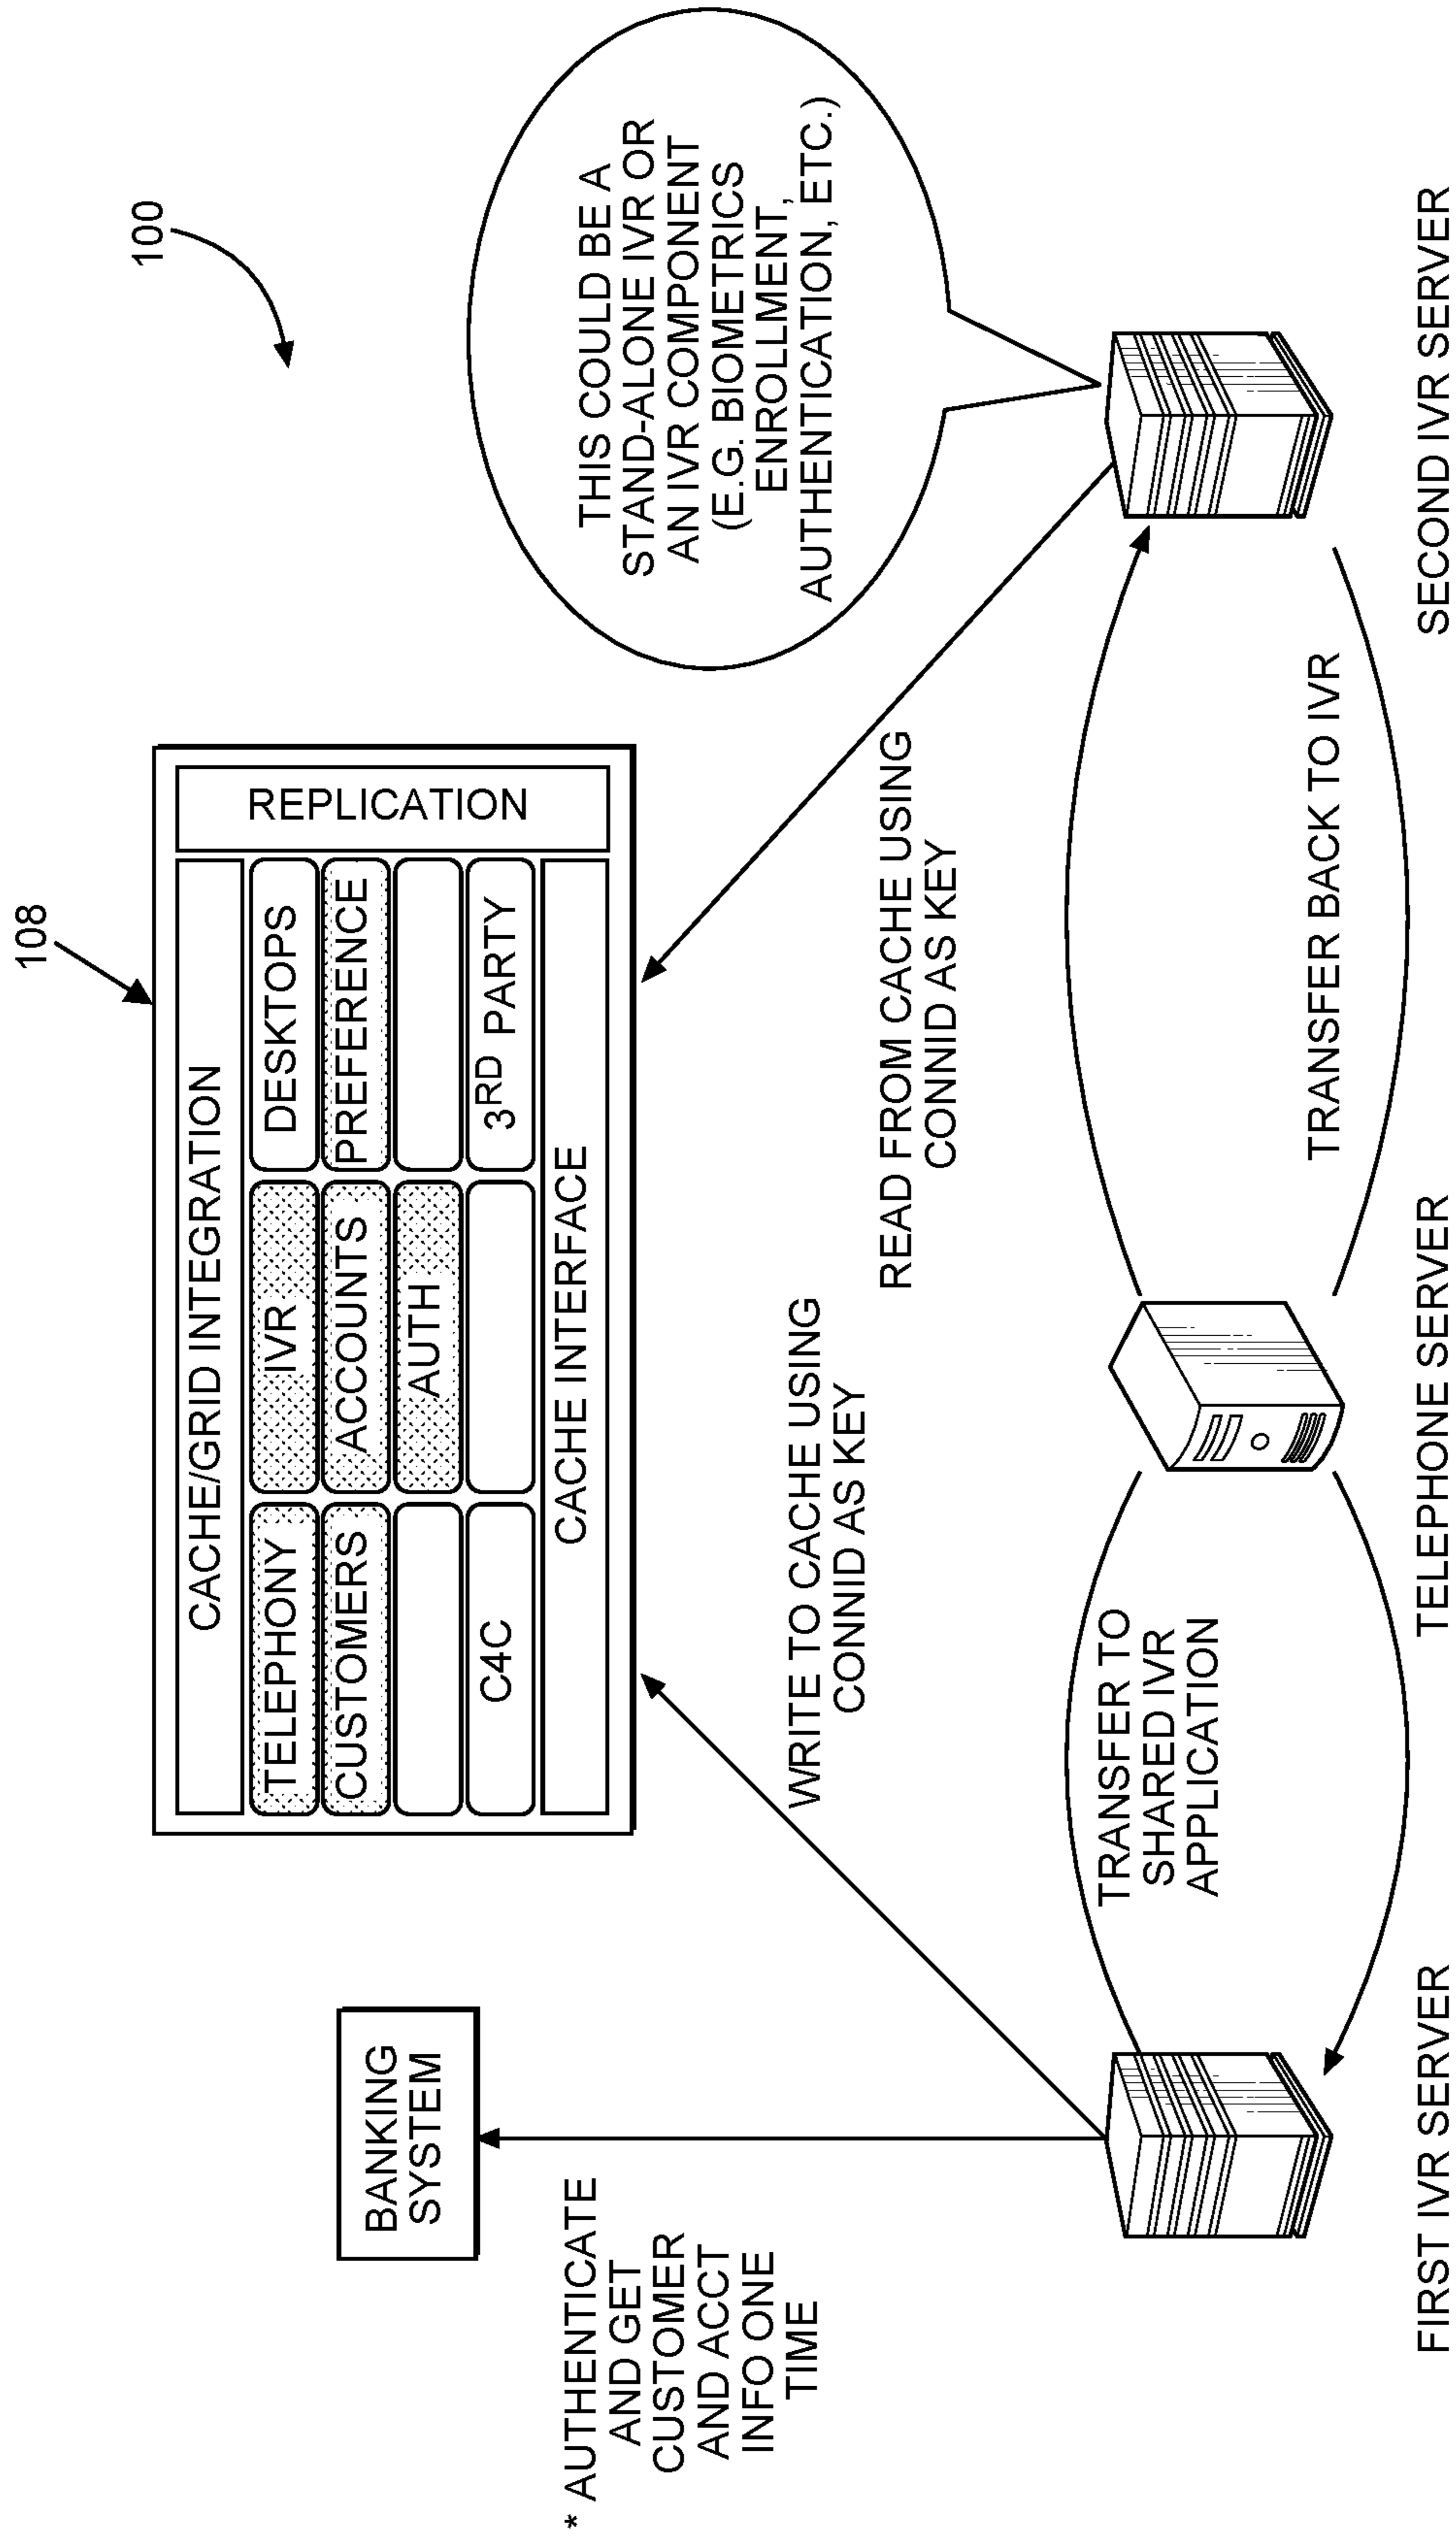 100
108
CACHE/GRID INTEGRATION
REPLICATION
TELEPHONY
IVR
DESKTOPS
CUSTOMERS
ACCOUNTS
PREFERENCE
AUTH
C4C
3RD PARTY
CACHE INTERFACE
BANKING
SYSTEM
* AUTHENTICATE
AND GET
CUSTOMER
AND ACCT
INFO ONE
TIME
WRITE TO CACHE USING
CONNID AS KEY
READ FROM CACHE USING
CONNID AS KEY
THIS COULD BE A
STAND-ALONE IVR OR
AN IVR COMPONENT
(E.G. BIOMETRICS
ENROLLMENT,
AUTHENTICATION, ETC.)
TRANSFER TO
SHARED IVR
APPLICATION
TRANSFER BACK TO IVR
FIRST IVR SERVER
TELEPHONE SERVER
SECOND IVR SERVER